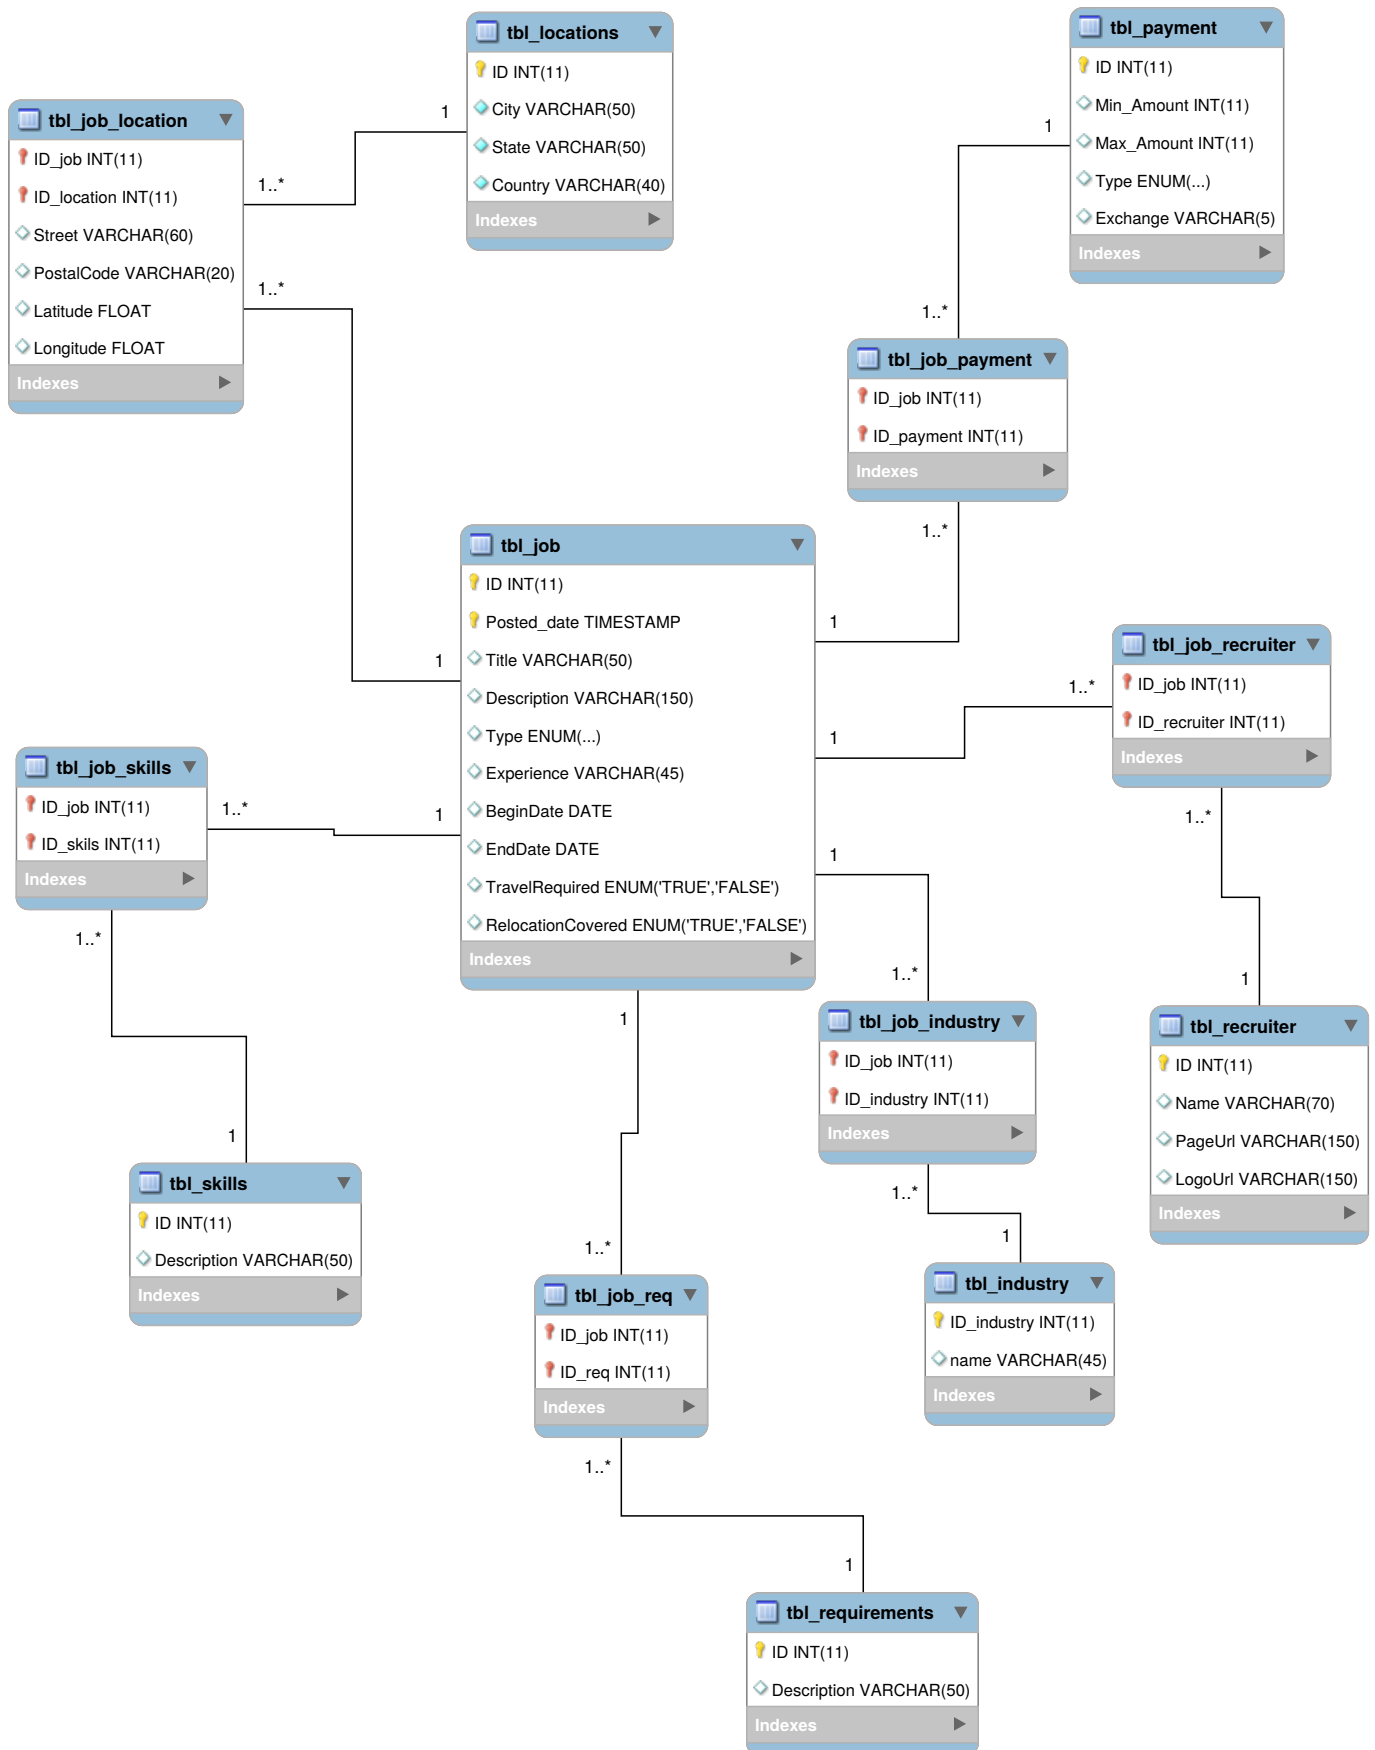 tbl_locations
ID INT(11)
City VARCHAR(50)
State VARCHAR(50)
Country VARCHAR(40)
Indexes
tbl_payment
ID INT(11)
Min_Amount INT(11)
Max_Amount INT(11)
Type ENUM(...)
Exchange VARCHAR(5)
Indexes
tbl_job_location
ID_job INT(11)
ID_location INT(11)
Street VARCHAR(60)
PostalCode VARCHAR(20)
Latitude FLOAT
Longitude FLOAT
Indexes
1
1..*
1..*
1
1
1..*
tbl_job_payment
ID_job INT(11)
ID_payment INT(11)
Indexes
1..*
1
tbl_job
ID INT(11)
Posted_date TIMESTAMP
Title VARCHAR(50)
Description VARCHAR(150)
Type ENUM(...)
Experience VARCHAR(45)
BeginDate DATE
EndDate DATE
TravelRequired ENUM('TRUE','FALSE')
RelocationCovered ENUM('TRUE','FALSE')
Indexes
tbl_job_recruiter
ID_job INT(11)
ID_recruiter INT(11)
Indexes
1..*
1
1..*
1
tbl_job_skills
ID_job INT(11)
ID_skils INT(11)
Indexes
1..*
1
1..*
1
1
1..*
tbl_job_industry
ID_job INT(11)
ID_industry INT(11)
Indexes
1..*
1
tbl_recruiter
ID INT(11)
Name VARCHAR(70)
PageUrl VARCHAR(150)
LogoUrl VARCHAR(150)
Indexes
tbl_skills
ID INT(11)
Description VARCHAR(50)
Indexes
1
1..*
tbl_job_req
ID_job INT(11)
ID_req INT(11)
Indexes
1..*
1
tbl_industry
ID_industry INT(11)
name VARCHAR(45)
Indexes
tbl_requirements
ID INT(11)
Description VARCHAR(50)
Indexes